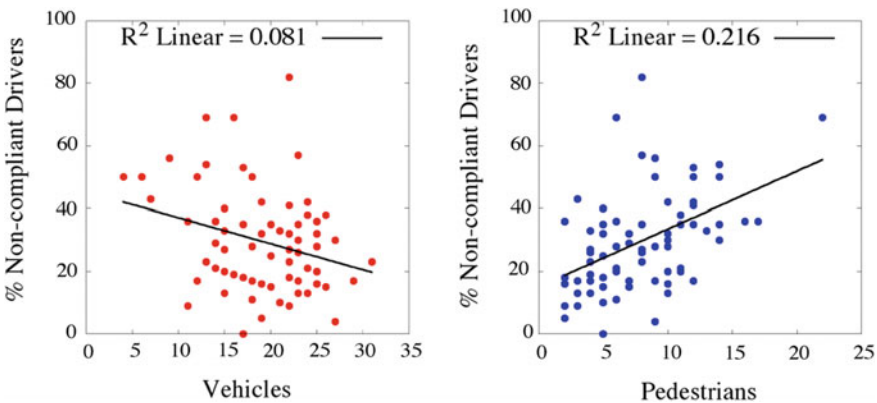 % Non-compliant Drivers
100
80
60
40
20
0
R² Linear = 0.081
0 5 10 15 20 25 30 35
Vehicles
% Non-compliant Drivers
100
80
60
40
20
0
R² Linear = 0.216
0 5 10 15 20 25
Pedestrians